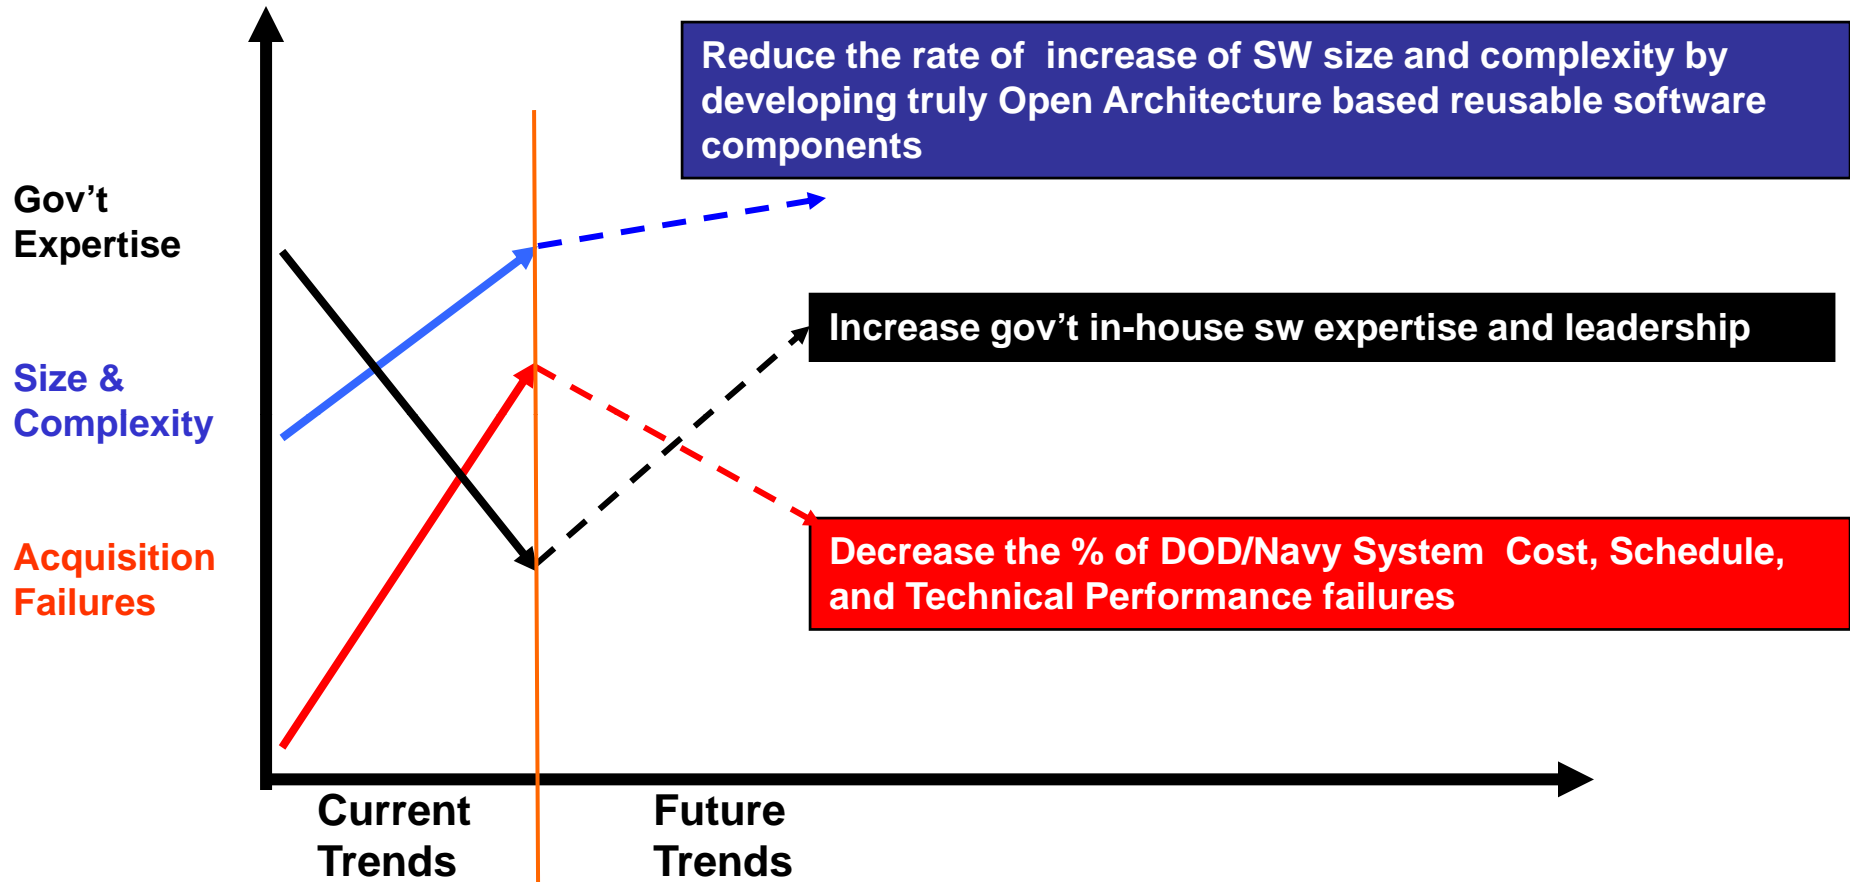 Reduce the rate of  increase of SW size and complexity by
developing truly Open Architecture based reusable software
components
Gov’t
Expertise
Increase gov’t in-house sw expertise and leadership
Size &
Complexity
Acquisition
Failures
Decrease the % of DOD/Navy System  Cost, Schedule,
and Technical Performance failures
Current
Trends
Future
Trends